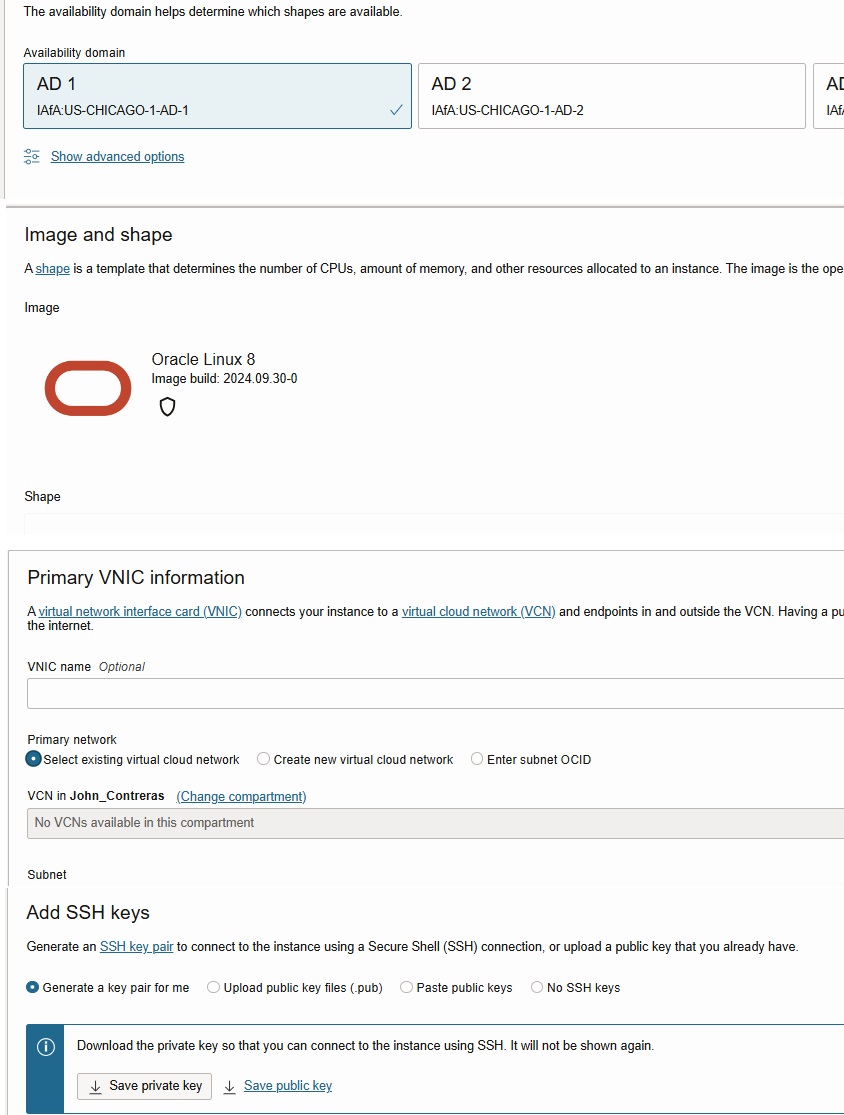 The availability domain helps determine which shapes are available.
Availability domain
AD 1
IAfA:US-CHICAGO-1-AD-1
AD 2
IAfA:US-CHICAGO-1-AD-2
Show advanced options
Image and shape
A shape is a template that determines the number of CPUs, amount of memory, and other resources allocated to an instance. The image is the ope
Image
Oracle Linux 8
Image build: 2024.09.30-0
Shape
Primary VNIC information
A virtual network interface card (VNIC) connects your instance to a virtual cloud network (VCN) and endpoints in and outside the VCN. Having a pu
the internet.
VNIC name Optional
Primary network
Select existing virtual cloud network Create new virtual cloud network Enter subnet OCID
VCN in John_Contreras (Change compartment)
No VCNs available in this compartment
Subnet
Add SSH keys
Generate an SSH key pair to connect to the instance using a Secure Shell (SSH) connection, or upload a public key that you already have.
Generate a key pair for me Upload public key files (.pub) Paste public keys No SSH keys
Download the private key so that you can connect to the instance using SSH. It will not be shown again.
Save private key Save public key